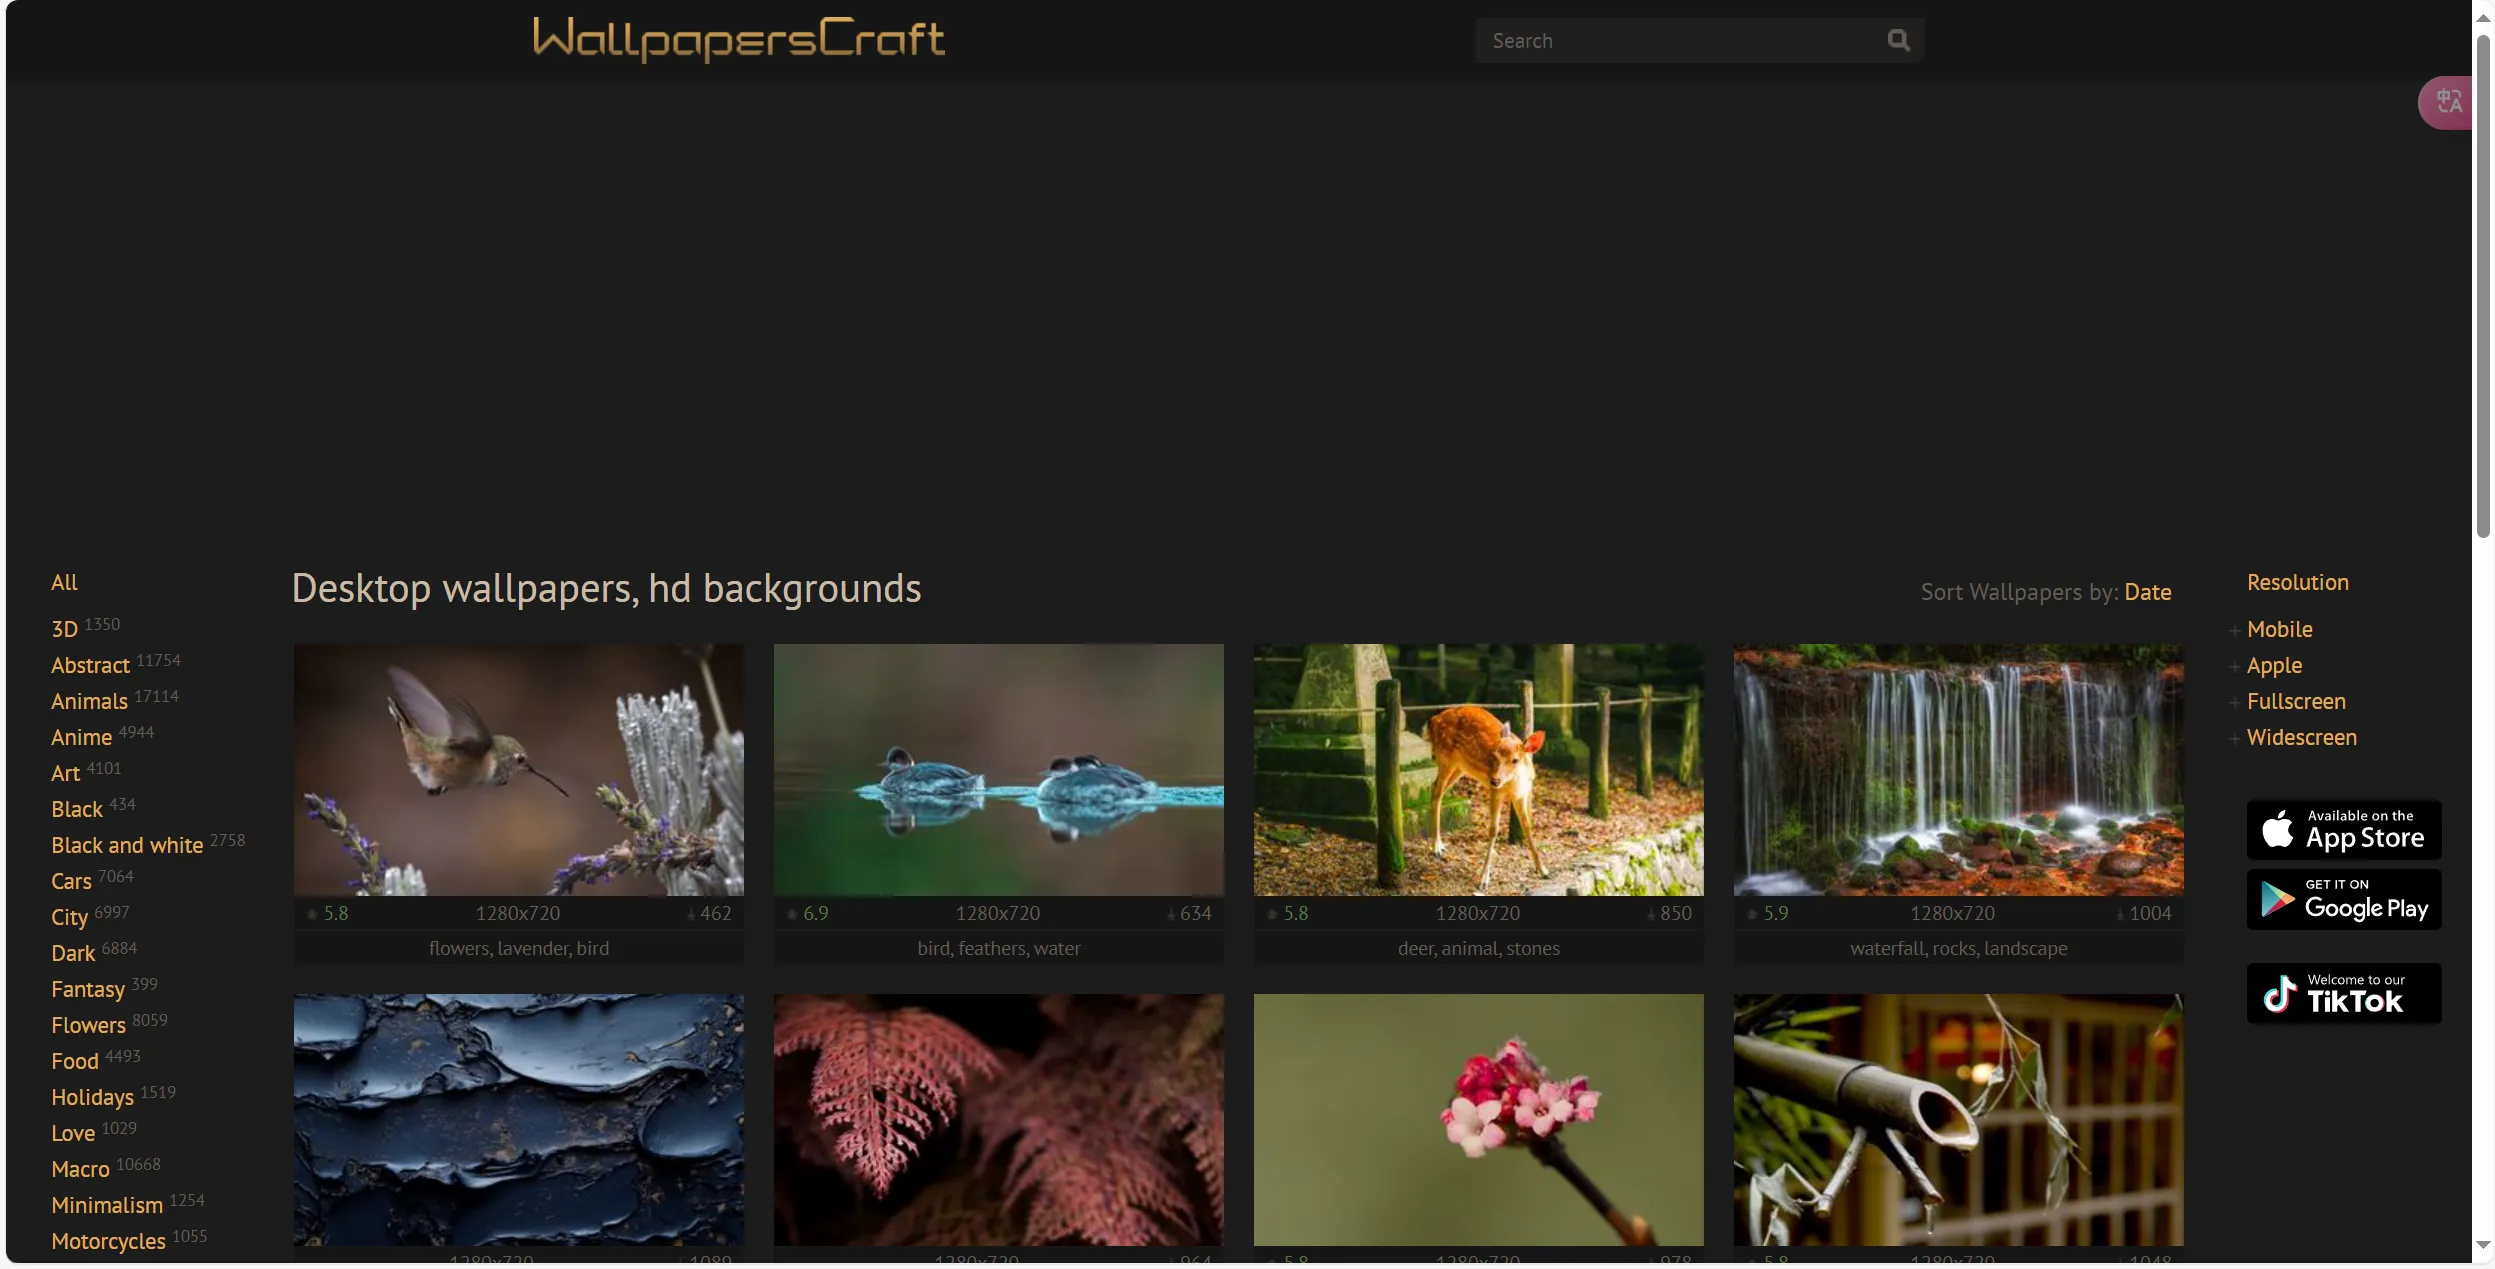 WallpapersCraft
Search
All
3D 1350
Abstract 11754
Animals 17114
Anime 4944
Art 4101
Black 434
Black and white 2758
Cars 7064
City 6997
Dark 6884
Fantasy 399
Flowers 8059
Food 4493
Holidays 1519
Love 1029
Macro 10668
Minimalism 1254
Motorcycles 1055
Desktop wallpapers, hd backgrounds
Sort Wallpapers by: Date
5.8 1280x720 462
flowers, lavender, bird
6.9 1280x720 634
bird, feathers, water
5.8 1280x720 850
deer, animal, stones
5.9 1280x720 1004
waterfall, rocks, landscape
1280x720 1089
1280x720 964
5.8 1280x720 978
5.8 1280x720 1048
Resolution
+ Mobile
+ Apple
+ Fullscreen
+ Widescreen
Available on the
App Store
GET IT ON
Google Play
Welcome to our
TikTok